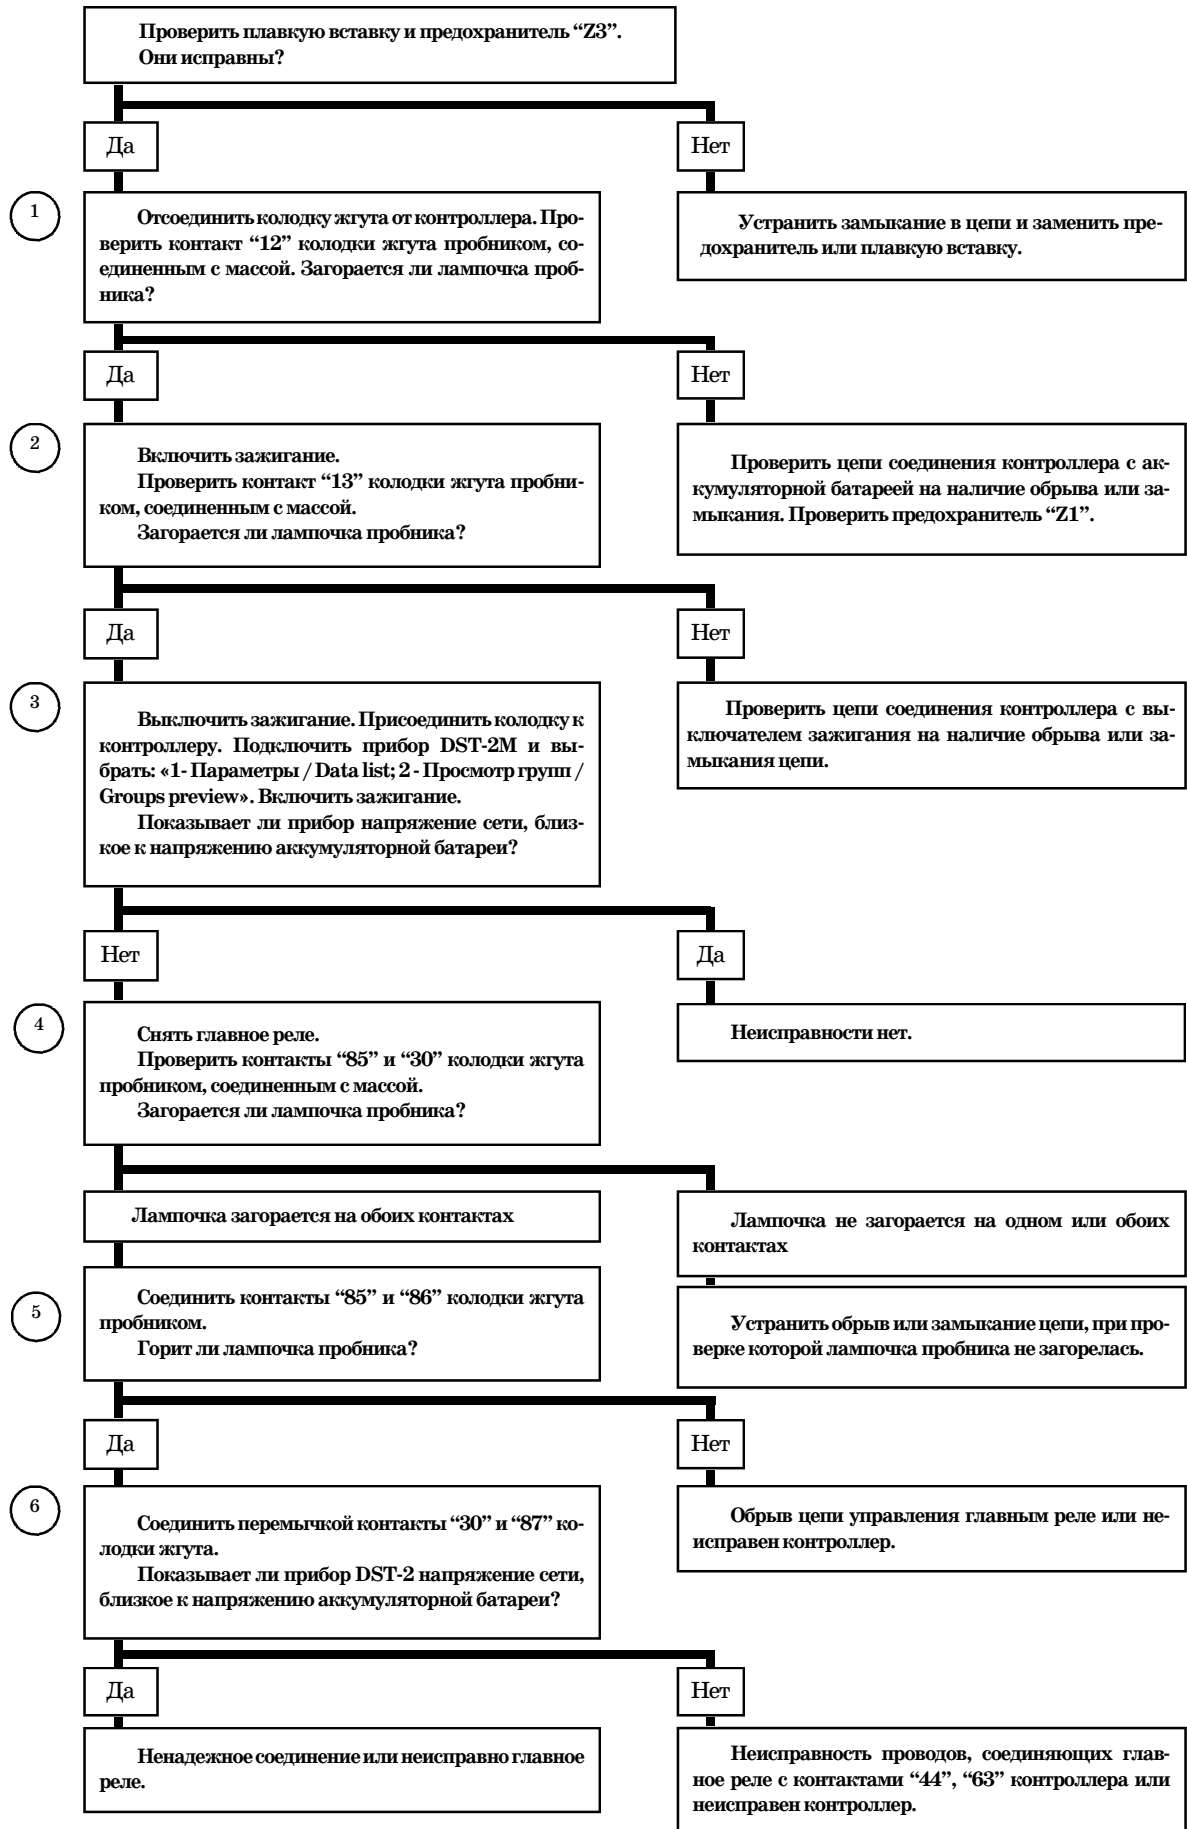 Проверить плавкую вставку и предохранитель “Z3”.
Они исправны?
Да
Нет
1
Отсоединить колодку жгута от контроллера. Про-
верить контакт “12” колодки жгута пробником, со-
единенным с массой. Загорается ли лампочка проб-
ника?
Устранить замыкание в цепи и заменить пре-
дохранитель или плавкую вставку.
Да
Нет
2
Включить зажигание.
Проверить контакт “13” колодки жгута пробни-
ком, соединенным с массой.
Загорается ли лампочка пробника?
Проверить цепи соединения контроллера с ак-
кумуляторной батареей на наличие обрыва или за-
мыкания. Проверить предохранитель “Z1”.
Да
Нет
3
Выключить зажигание. Присоединить колодку к
контроллеру. Подключить прибор DST-2M и вы-
брать: «1- Параметры / Data list; 2 - Просмотр групп /
Groups preview». Включить зажигание.
Показывает ли прибор напряжение сети, близ-
кое к напряжению аккумуляторной батареи?
Проверить цепи соединения контроллера с вы-
ключателем зажигания на наличие обрыва или за-
мыкания цепи.
Нет
Да
4
Снять главное реле.
Проверить контакты “85” и “30” колодки жгута
пробником, соединенным с массой.
Загорается ли лампочка пробника?
Неисправности нет.
Лампочка загорается на обоих контактах
Лампочка не загорается на одном или обоих
контактах
5
Соединить контакты “85” и “86” колодки жгута
пробником.
Горит ли лампочка пробника?
Устранить обрыв или замыкание цепи, при про-
верке которой лампочка пробника не загорелась.
Да
Нет
6
Соединить перемычкой контакты “30” и “87” ко-
лодки жгута.
Показывает ли прибор DST-2 напряжение сети,
близкое к напряжению аккумуляторной батареи?
Обрыв цепи управления главным реле или не-
исправен контроллер.
Да
Нет
Ненадежное соединение или неисправно главное
реле.
Неисправность проводов, соединяющих глав-
ное реле с контактами “44”, “63” контроллера или
неисправен контроллер.